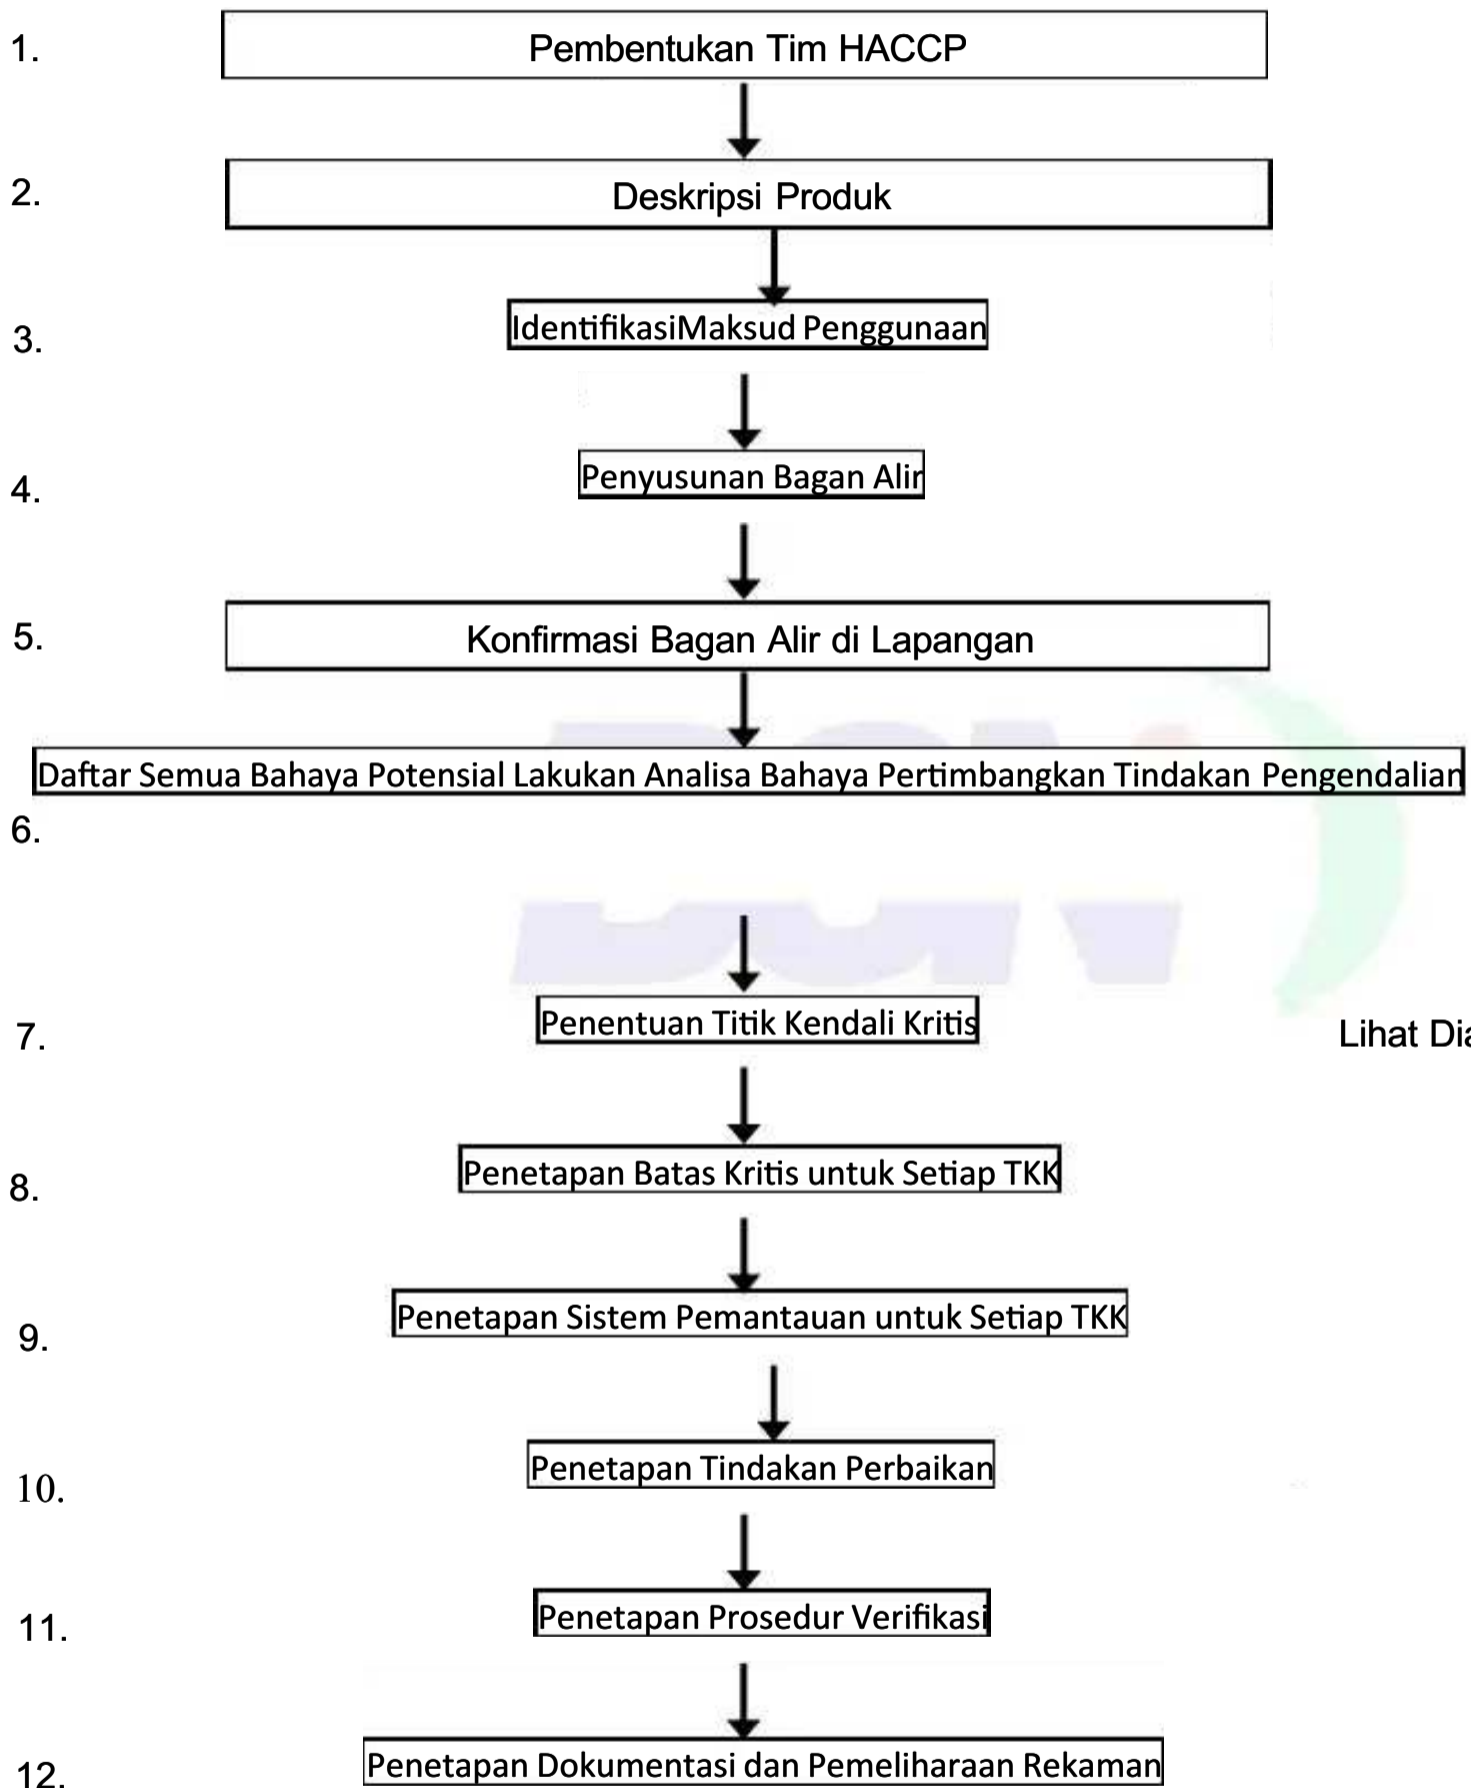 1. Pembentukan Tim HACCP
2. Deskripsi Produk
3. IdentifikasiMaksud Penggunaan
4. Penyusunan Bagan Alir
5. Konfirmasi Bagan Alir di Lapangan
Daftar Semua Bahaya Potensial Lakukan Analisa Bahaya Pertimbangkan Tindakan Pengendalian
6.
7. Penentuan Titik Kendali Kritis Lihat
8. Penetapan Batas Kritis untuk Setiap TKK
9. Penetapan Sistem Pemantauan untuk Setiap TKK
10. Penetapan Tindakan Perbaikan
11. Penetapan Prosedur Verifikasi
12. Penetapan Dokumentasi dan Pemeliharaan Rekaman